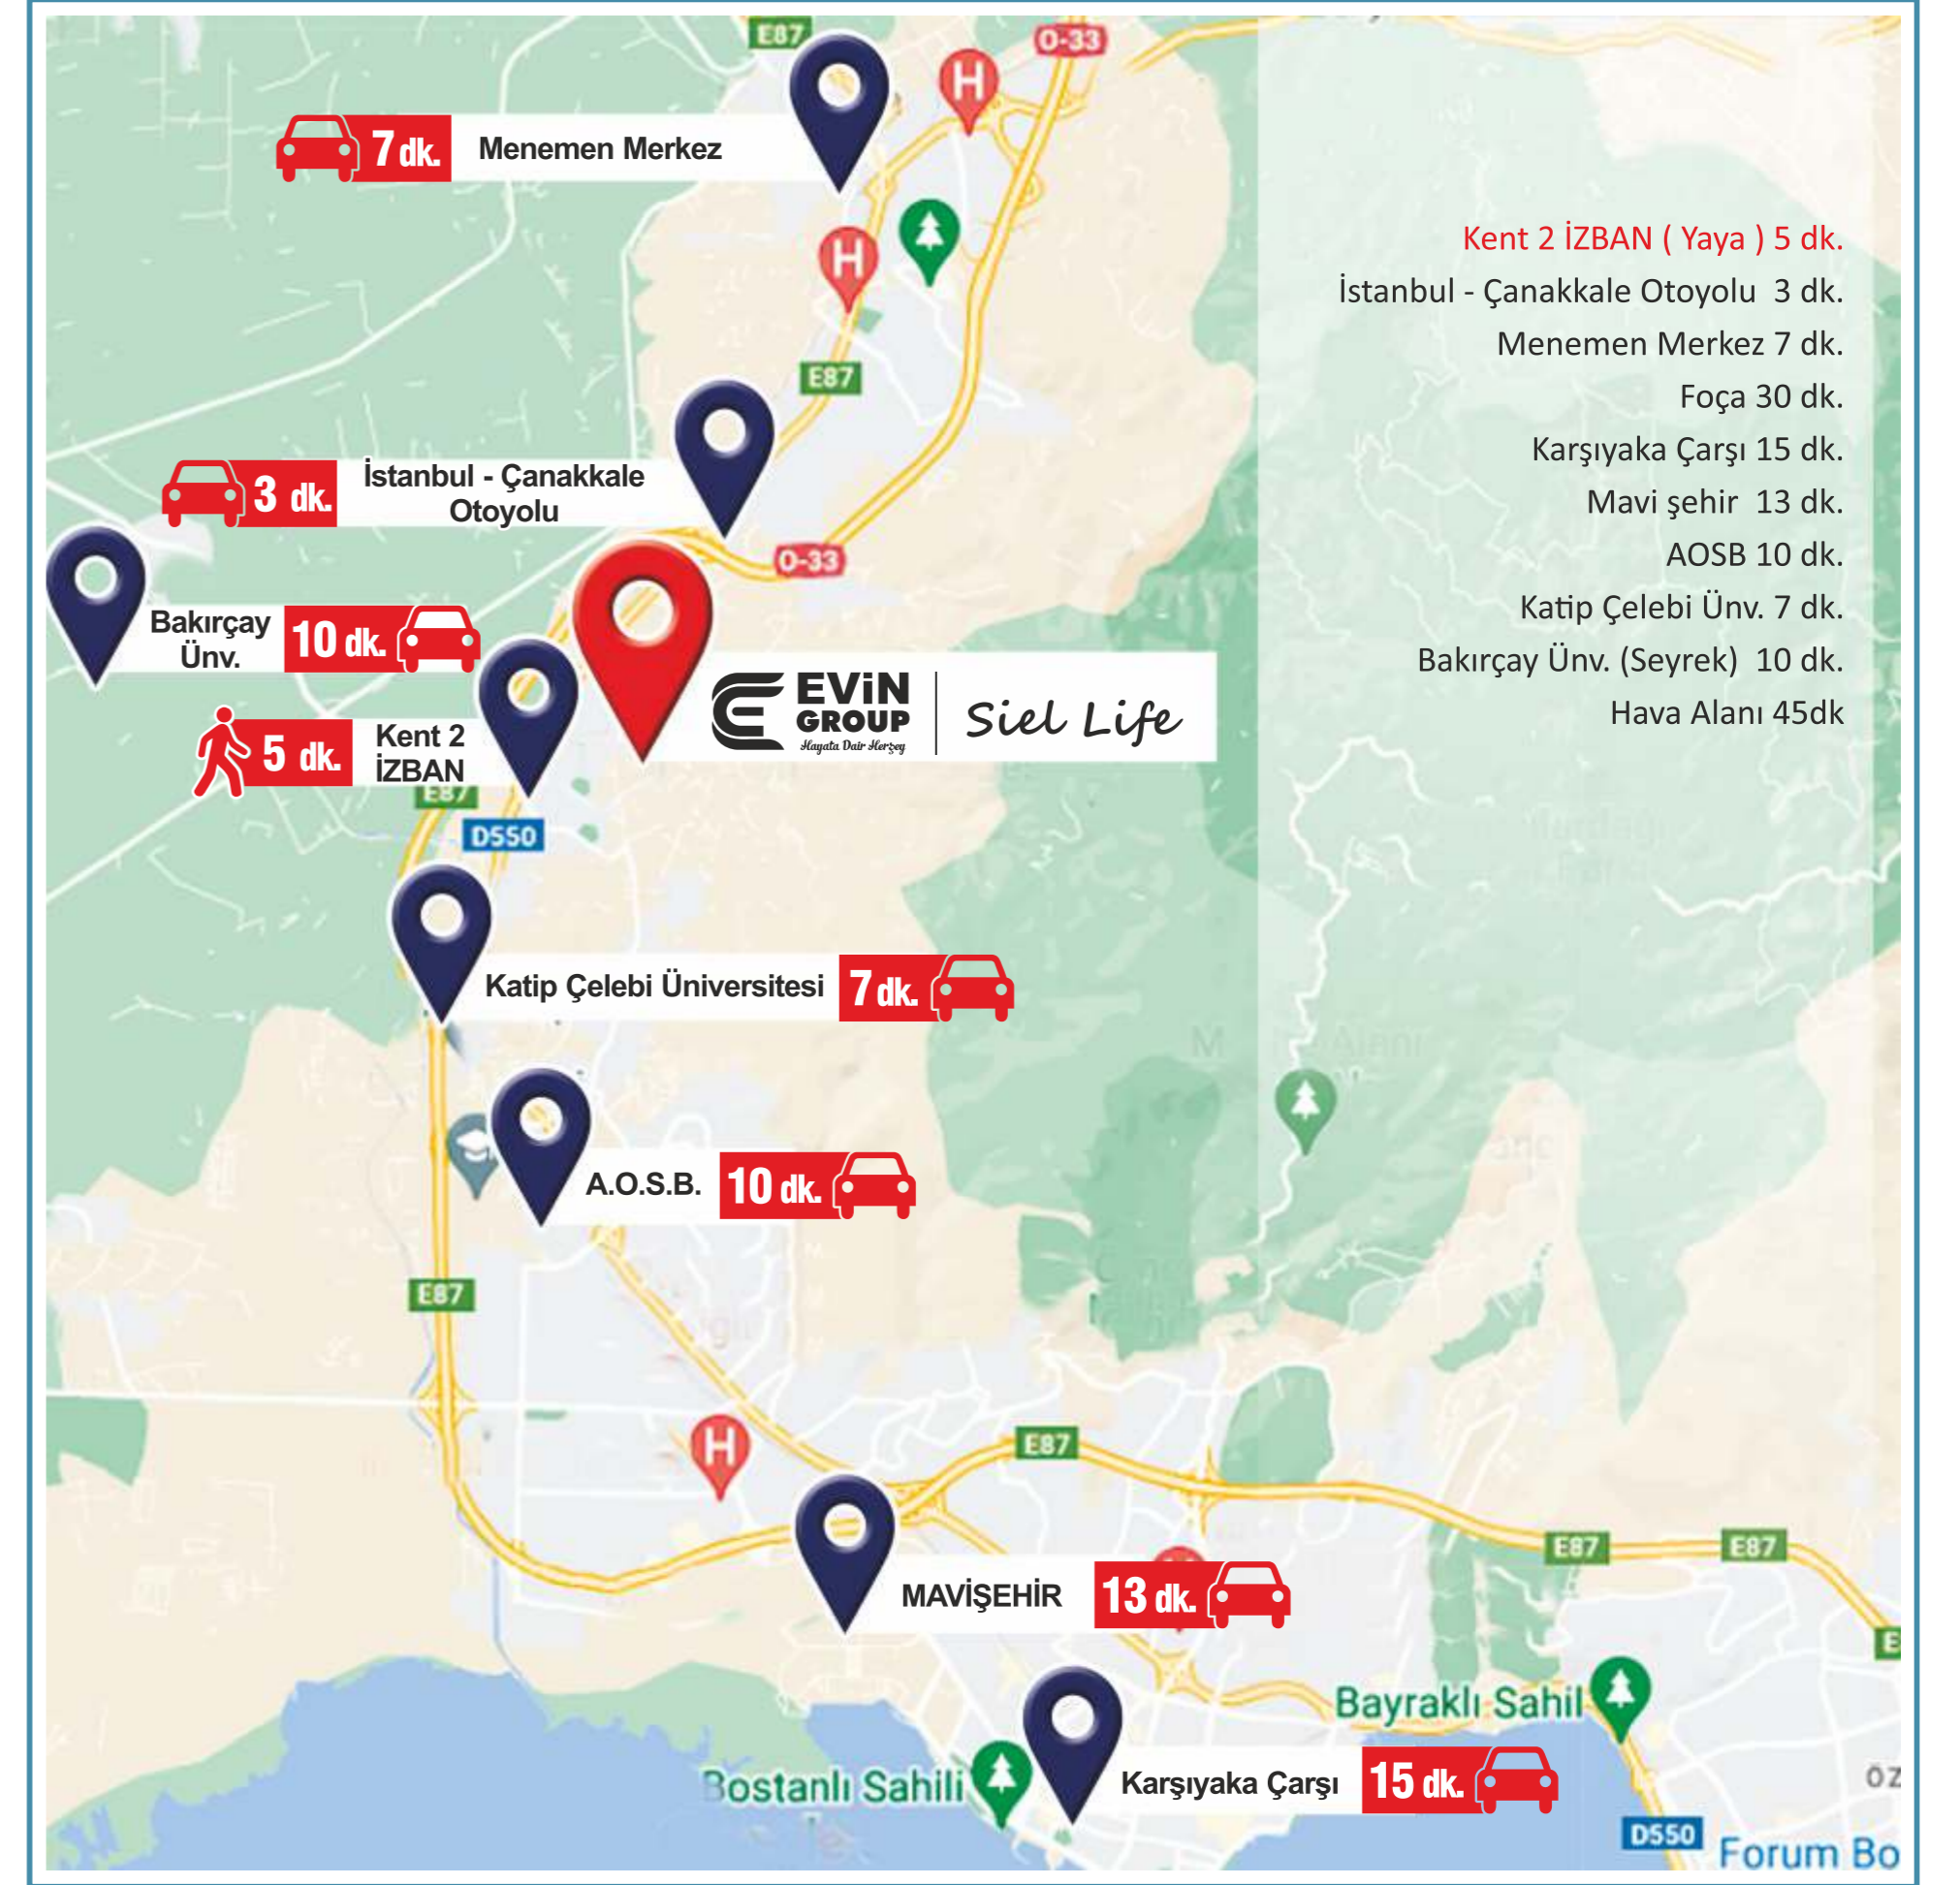 E87
O-33
H
7 dk.
Menemen Merkez
H
E87
3 dk.
İstanbul - Çanakkale
Otoyolu
O-33
Bakırçay
Ünv.
10 dk.
EViN
GROUP
Hayata Dair Herşey
Siel Life
5 dk.
Kent 2
İZBAN
E87
D550
Katip Çelebi Üniversitesi
7 dk.
A.O.S.B.
10 dk.
E87
H
E87
E87
E87
MAVİŞEHİR
13 dk.
Bayraklı Sahil
Bostanlı Sahili
Karşıyaka Çarşı
15 dk.
D550
Forum Bo
Kent 2 İZBAN ( Yaya ) 5 dk.
İstanbul - Çanakkale Otoyolu 3 dk.
Menemen Merkez 7 dk.
Foça 30 dk.
Karşıyaka Çarşı 15 dk.
Mavi şehir 13 dk.
AOSB 10 dk.
Katip Çelebi Ünv. 7 dk.
Bakırçay Ünv. (Seyrek) 10 dk.
Hava Alanı 45dk